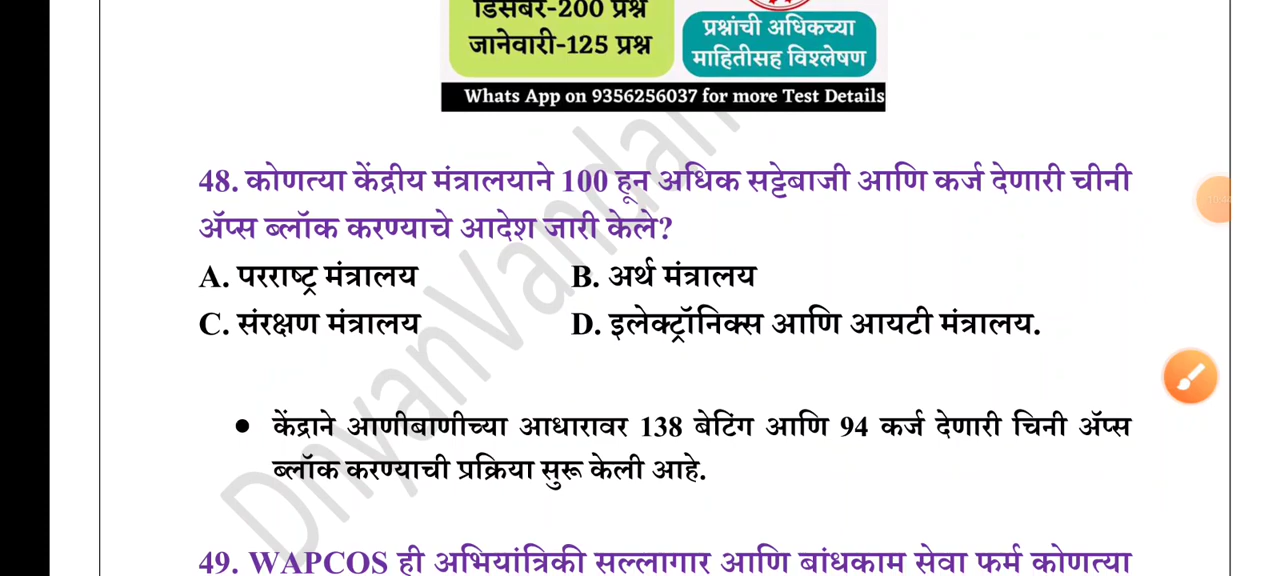 डिसेंबर-200 प्रश्न
जानेवारी-125 प्रश्न
प्रश्नांची अधिकच्या
माहितीसह विश्लेषण
Whats App on 9356256037 for more Test Details
48. कोणत्या केंद्रीय मंत्रालयाने 100 हून अधिक सट्टेबाजी आणि कर्ज देणारी चीनी
ॲप्स ब्लॉक करण्याचे आदेश जारी केले?
A. परराष्ट्र मंत्रालय B. अर्थ मंत्रालय
C. संरक्षण मंत्रालय D. इलेक्ट्रॉनिक्स आणि आयटी मंत्रालय.
● केंद्राने आणीबाणीच्या आधारावर 138 बेटिंग आणि 94 कर्ज देणारी चिनी ॲप्स
ब्लॉक करण्याची प्रक्रिया सुरू केली आहे.
49. WAPCOS ही अभियांत्रिकी सल्लागार आणि बांधकाम सेवा फर्म कोणत्या
DnyanVandan